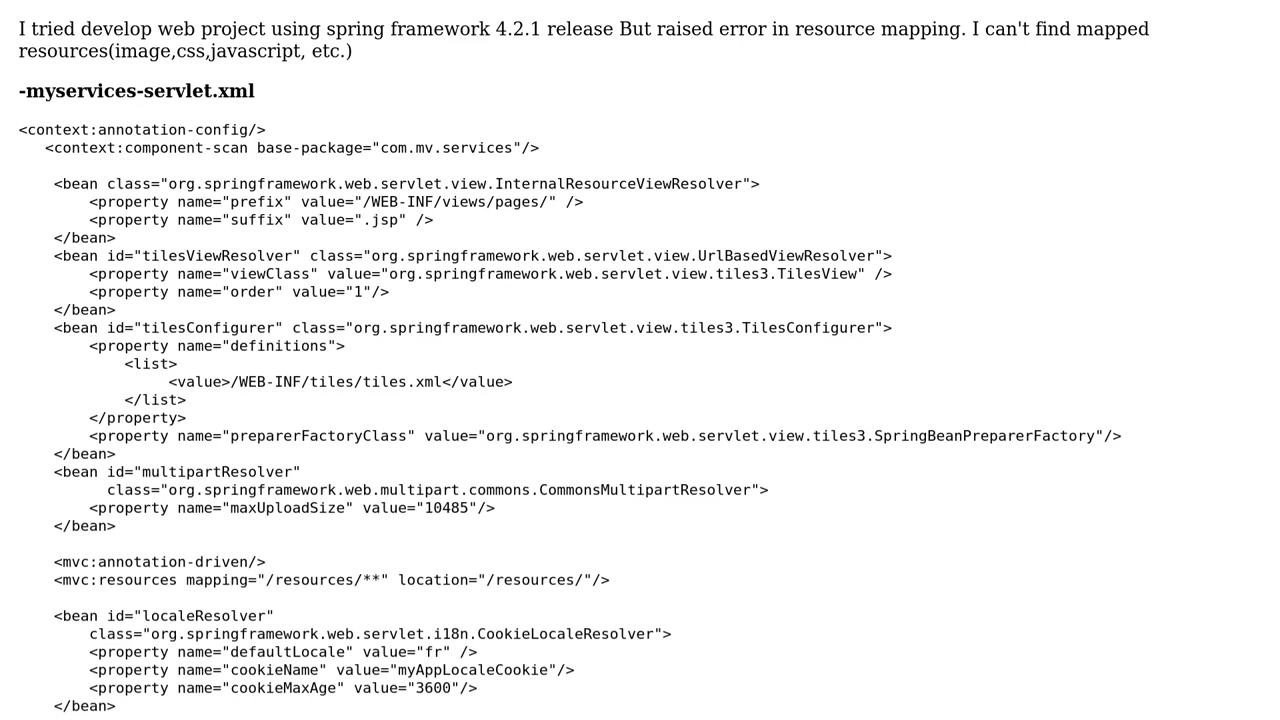 I tried develop web project using spring framework 4.2.1 release But raised error in resource mapping. I can't find mapped
resources(image,css,javascript, etc.)
-myservices-servlet.xml
<context:annotation-config/>
   <context:component-scan base-package="com.mv.services"/>

    <bean class="org.springframework.web.servlet.view.InternalResourceViewResolver">
        <property name="prefix" value="/WEB-INF/views/pages/" />
        <property name="suffix" value=".jsp" />
    </bean>
    <bean id="tilesViewResolver" class="org.springframework.web.servlet.view.UrlBasedViewResolver">
        <property name="viewClass" value="org.springframework.web.servlet.view.tiles3.TilesView" />
        <property name="order" value="1"/>
    </bean>
    <bean id="tilesConfigurer" class="org.springframework.web.servlet.view.tiles3.TilesConfigurer">
        <property name="definitions">
            <list>
                 <value>/WEB-INF/tiles/tiles.xml</value>
            </list>
        </property>
        <property name="preparerFactoryClass" value="org.springframework.web.servlet.view.tiles3.SpringBeanPreparerFactory"/>
    </bean>
    <bean id="multipartResolver"
          class="org.springframework.web.multipart.commons.CommonsMultipartResolver">
        <property name="maxUploadSize" value="10485"/>
    </bean>

    <mvc:annotation-driven/>
    <mvc:resources mapping="/resources/**" location="/resources/"/>

    <bean id="localeResolver"
        class="org.springframework.web.servlet.i18n.CookieLocaleResolver">
        <property name="defaultLocale" value="fr" />
        <property name="cookieName" value="myAppLocaleCookie"/>
        <property name="cookieMaxAge" value="3600"/>
    </bean>